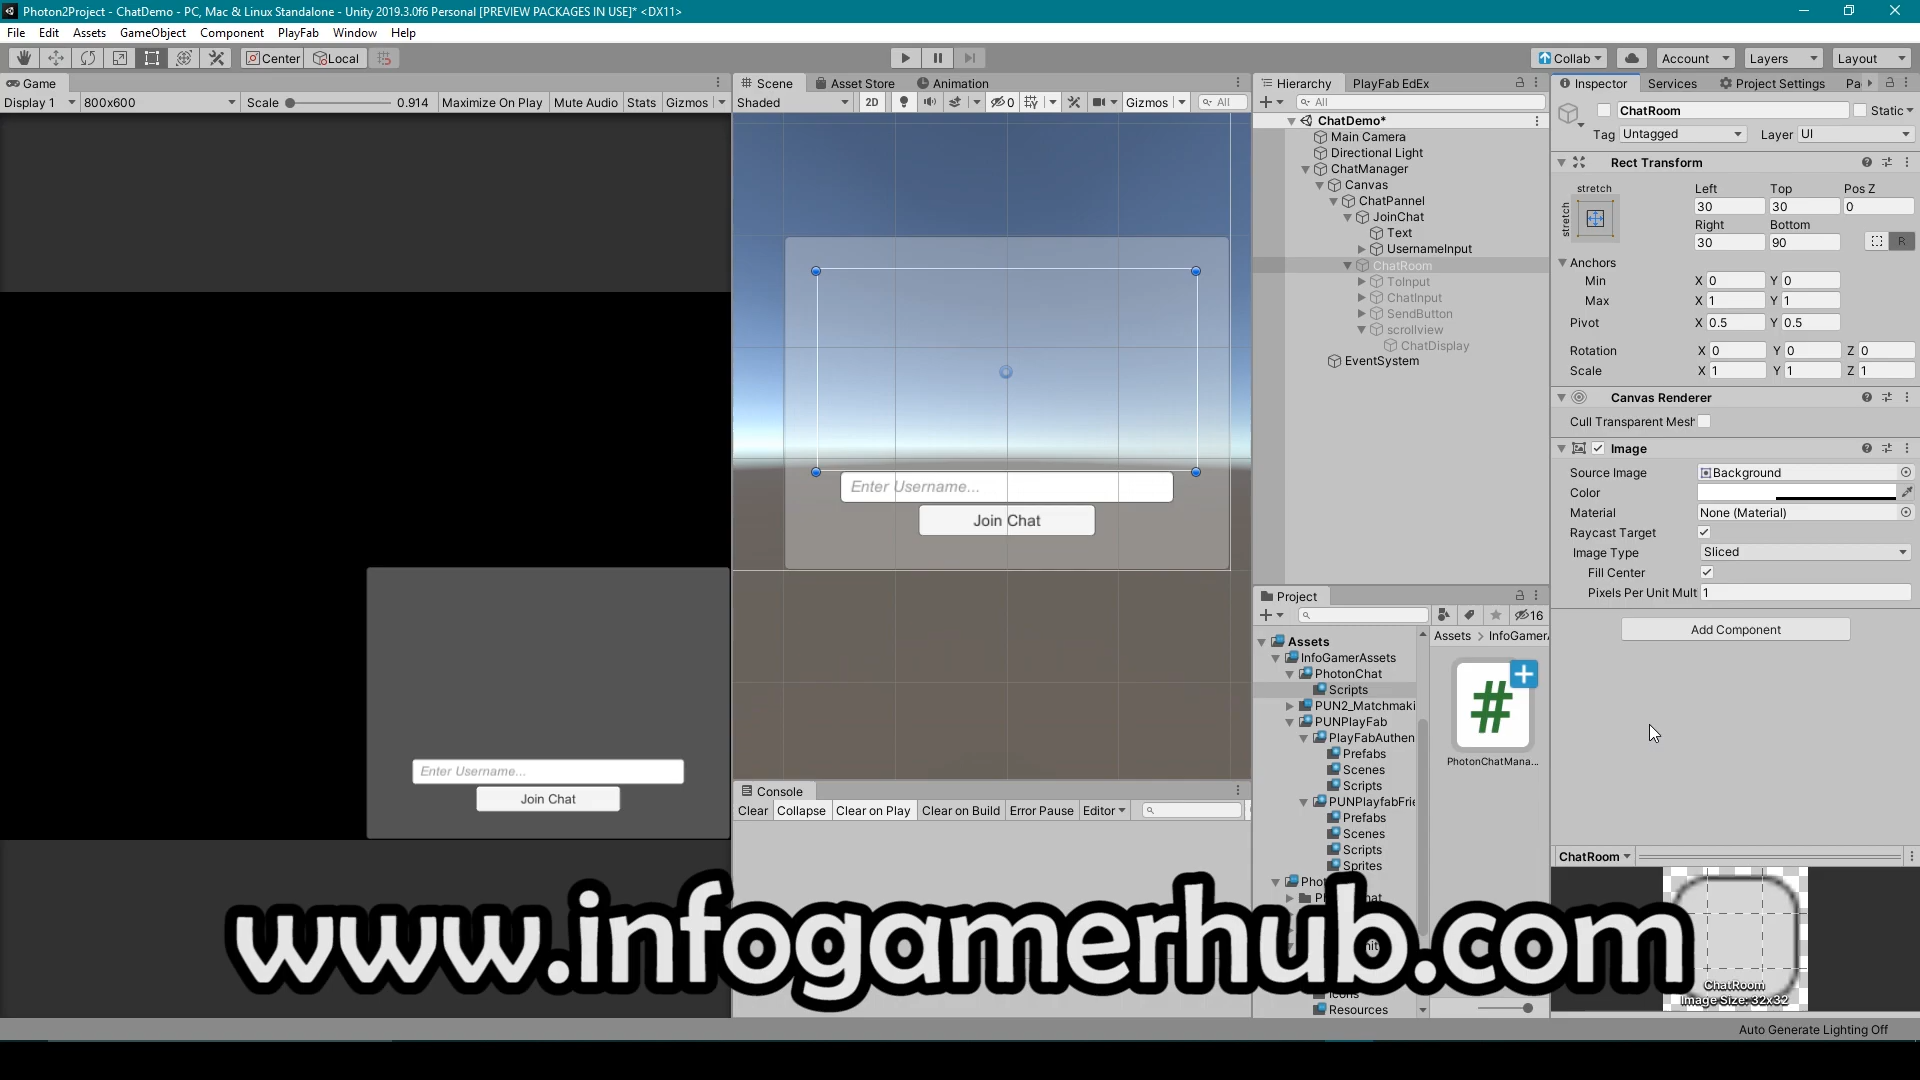 Photon2Project - ChatDemo - PC, Mac & Linux Standalone - Unity 2019.3.0f6 Personal [PREVIEW PACKAGES IN USE]* <DX11>
File Edit Assets GameObject Component PlayFab Window Help
Center Local Collab Account Layers Layout
Game
Display 1 800x600 Scale 0.914 Maximize On Play Mute Audio Stats Gizmos
Enter Username...
Join Chat
Scene Asset Store Animation
Shaded 2D 0 Gizmos All
Enter Username...
Join Chat
Console
Clear Collapse Clear on Play Clear on Build Error Pause Editor
Hierarchy PlayFab EdEx
All
ChatDemo*
Main Camera
Directional Light
ChatManager
Canvas
ChatPannel
JoinChat
Text
UsernameInput
ChatRoom
ToInput
ChatInput
SendButton
scrollview
ChatDisplay
EventSystem
Project
16
Assets
InfoGamerAssets
PhotonChat
Scripts
PUN2_Matchmaki
PUNPlayFab
PlayFabAuthen
Prefabs
Scenes
Scripts
PUNPlayfabFrie
Prefabs
Scenes
Scripts
Sprites
Resources
Assets > InfoGamerA
PhotonChatMana...
Inspector Services Project Settings Pa
ChatRoom Static
Tag Untagged Layer UI
Rect Transform
stretch
stretch
Left Top Pos Z
30 30 0
Right Bottom
30 90 R
Anchors
Min X 0 Y 0
Max X 1 Y 1
Pivot X 0.5 Y 0.5
Rotation X 0 Y 0 Z 0
Scale X 1 Y 1 Z 1
Canvas Renderer
Cull Transparent Mesh
Image
Source Image Background
Color
Material None (Material)
Raycast Target
Image Type Sliced
Fill Center
Pixels Per Unit Mult 1
Add Component
ChatRoom
ChatRoom
Image Size: 32x32
www.infogamerhub.com
Auto Generate Lighting Off